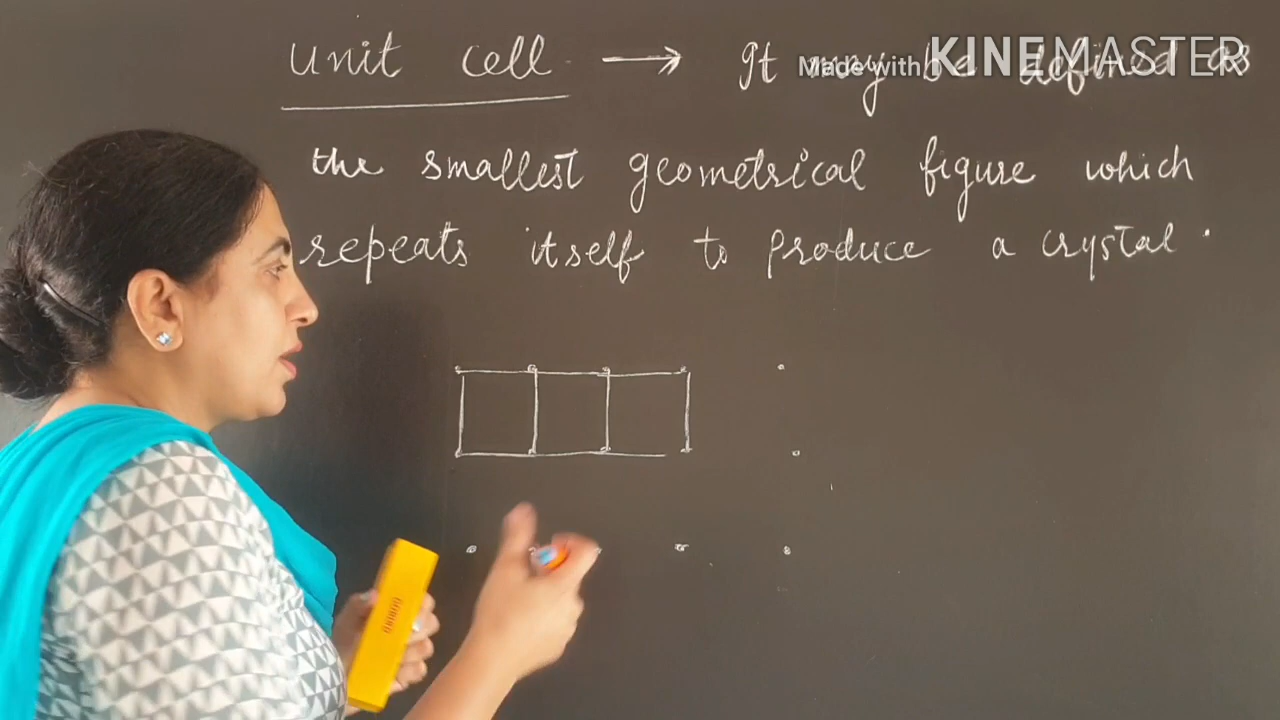 Unit cell → It may be defined as
the smallest geometrical figure which
repeats itself to produce a crystal.
Made with KINEMASTER